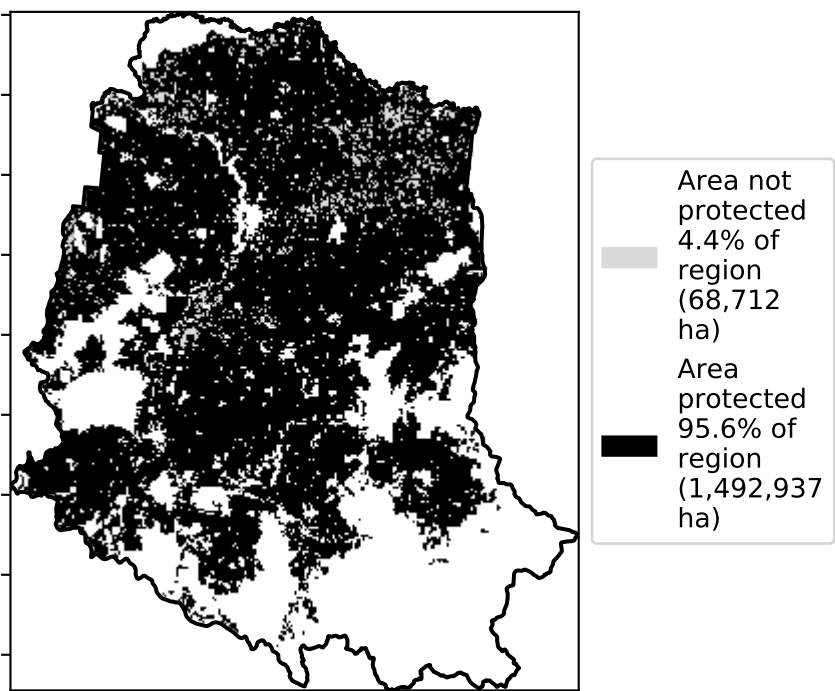 Area not
protected
4.4% of
region
(68,712
ha)
Area
protected
95.6% of
region
(1,492,937
ha)